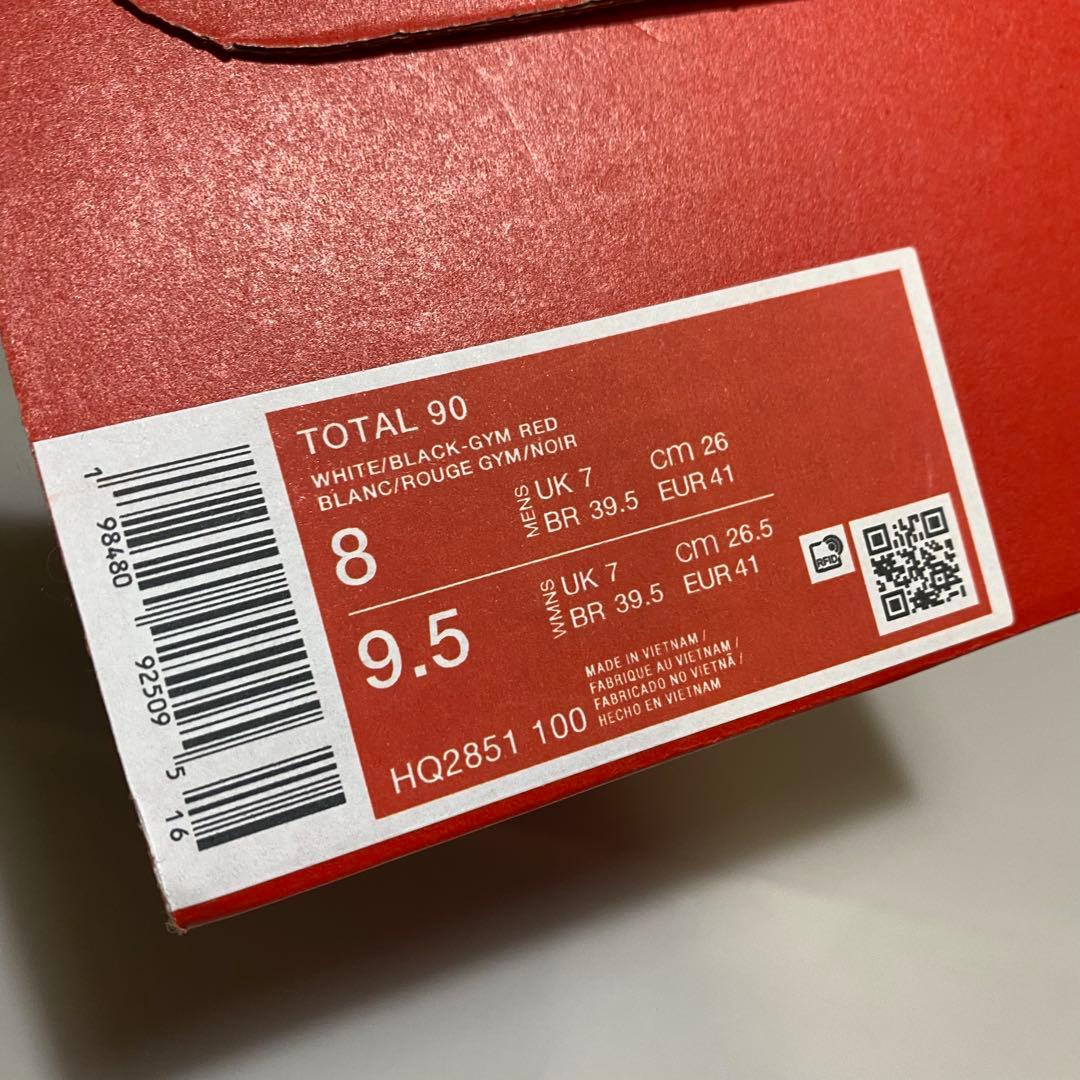 TOTAL 90
WHITE/BLACK-GYM RED
BLANC/ROUGE GYM/NOIR
8
MENS
UK 7
cm 26
BR 39.5
EUR 41
9.5
WMNS
UK 7
cm 26.5
BR 39.5
EUR 41
RFID
MADE IN VIETNAM /
FABRIQUE AU VIETNAM /
FABRICADO NO VIETNÃ /
HECHO EN VIETNAM
HQ2851 100
1 98480 92509 5 16